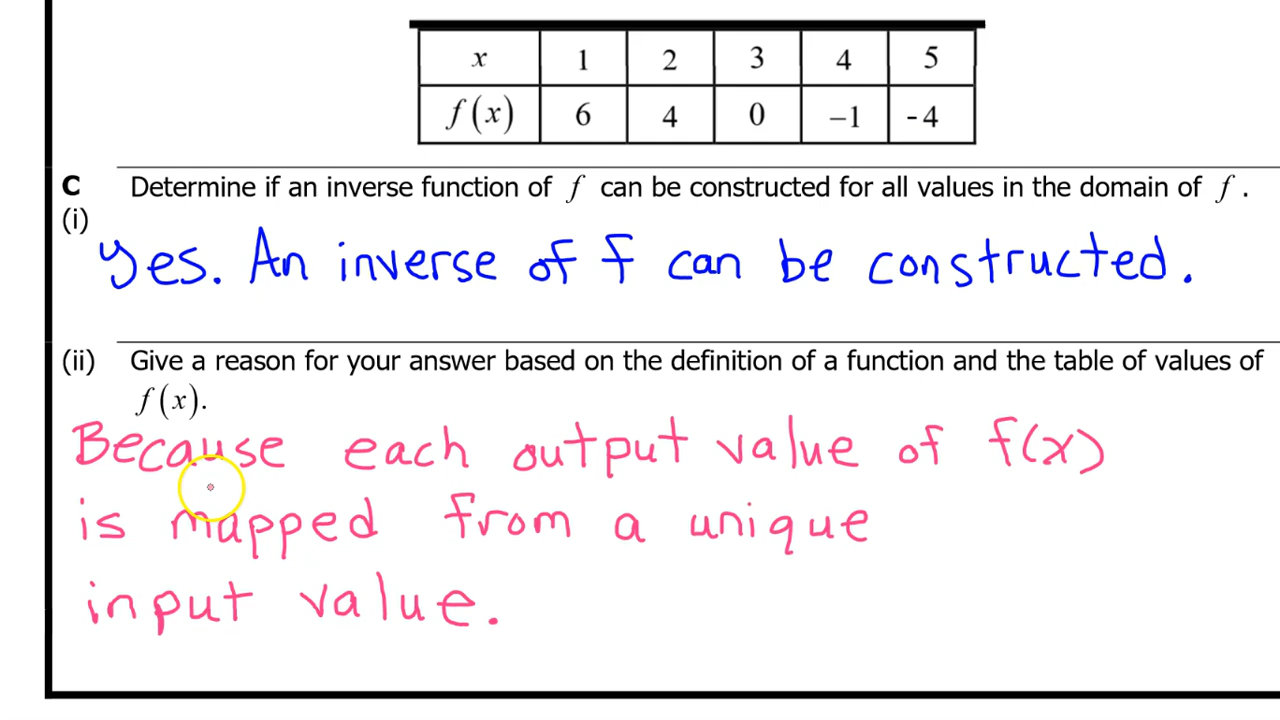 x 1 2 3 4 5
f(x) 6 4 0 −1 -4
C Determine if an inverse function of f can be constructed for all values in the domain of f.
(i)
Yes. An inverse of f can be constructed.
(ii) Give a reason for your answer based on the definition of a function and the table of values of
f(x).
Because each output value of f(x)
is mapped from a unique
input value.